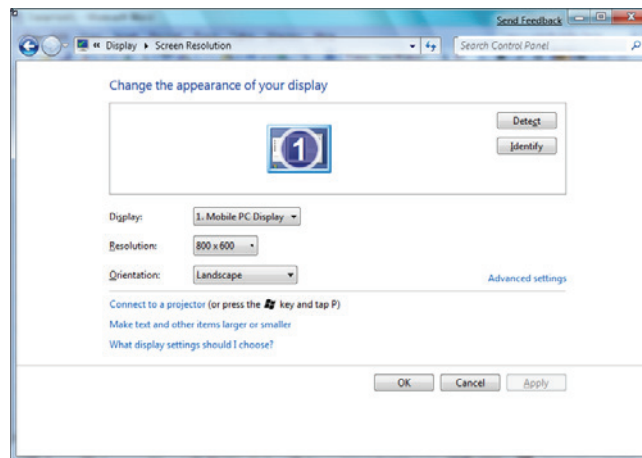 Send Feedback
« Display ▸ Screen Resolution
Search Control Panel
Change the appearance of your display
1
Detect
Identify
Display:
1. Mobile PC Display
Resolution:
800 x 600
Orientation:
Landscape
Advanced settings
Connect to a projector (or press the key and tap P)
Make text and other items larger or smaller
What display settings should I choose?
OK
Cancel
Apply